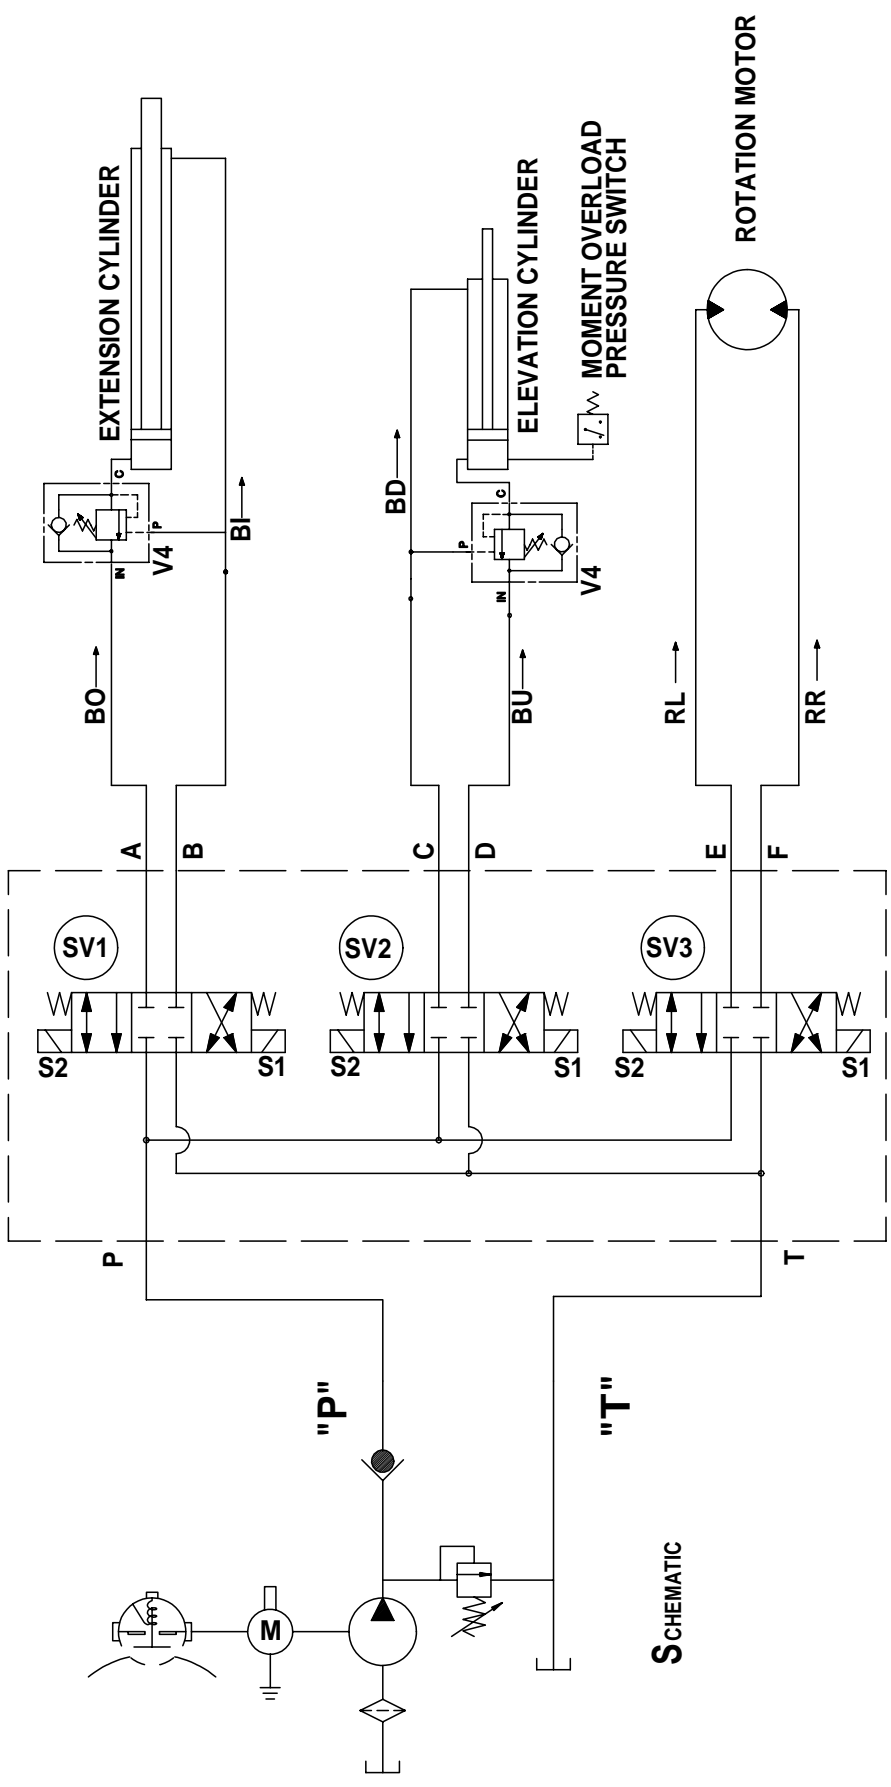 EXTENSION CYLINDER
C
P
IN
V4
BO
BI
ELEVATION CYLINDER
MOMENT OVERLOAD
PRESSURE SWITCH
BD
C
P
IN
V4
BU
ROTATION MOTOR
RL
RR
A
B
C
D
E
F
SV1
S2
S1
SV2
S2
S1
SV3
S2
S1
P
T
"P"
"T"
M
SCHEMATIC